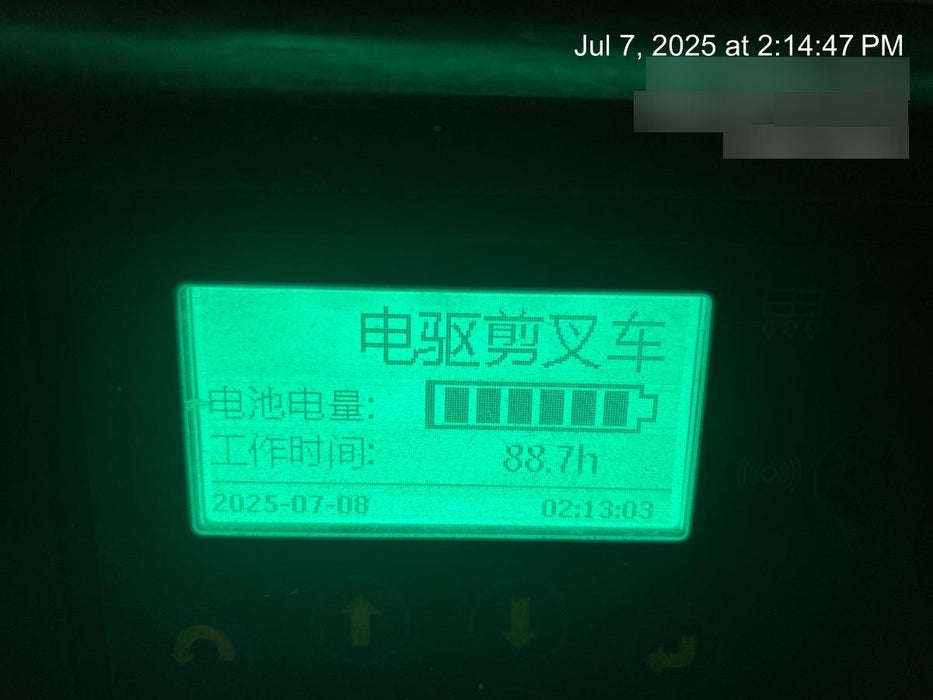 Jul 7, 2025 at 2:14:47 PM
电驱剪叉车
电池电量:
工作时间: 88.7h
2025-07-08 02:13:03